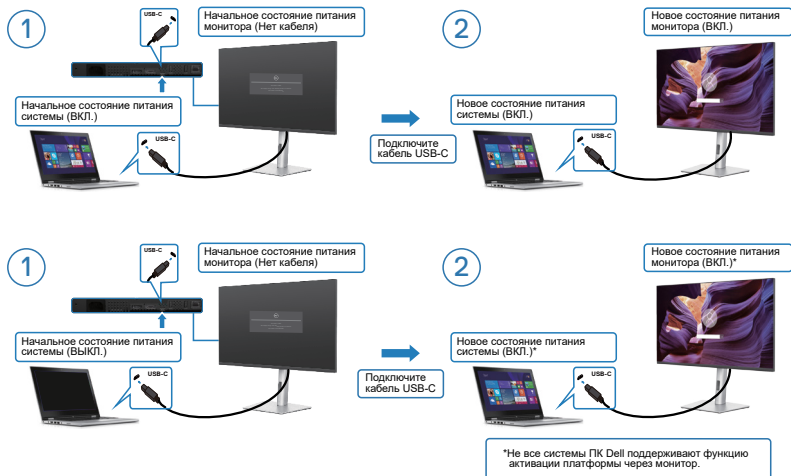 1
USB-C
Начальное состояние питания
монитора (Нет кабеля)
Начальное состояние питания
системы (ВКЛ.)
USB-C
Подключите
кабель USB-C
2
Новое состояние питания
монитора (ВКЛ.)
Новое состояние питания
системы (ВКЛ.)
USB-C
1
USB-C
Начальное состояние питания
монитора (Нет кабеля)
Начальное состояние питания
системы (ВЫКЛ.)
USB-C
Подключите
кабель USB-C
2
Новое состояние питания
монитора (ВКЛ.)*
Новое состояние питания
системы (ВКЛ.)*
USB-C
*Не все системы ПК Dell поддерживают функцию
активации платформы через монитор.